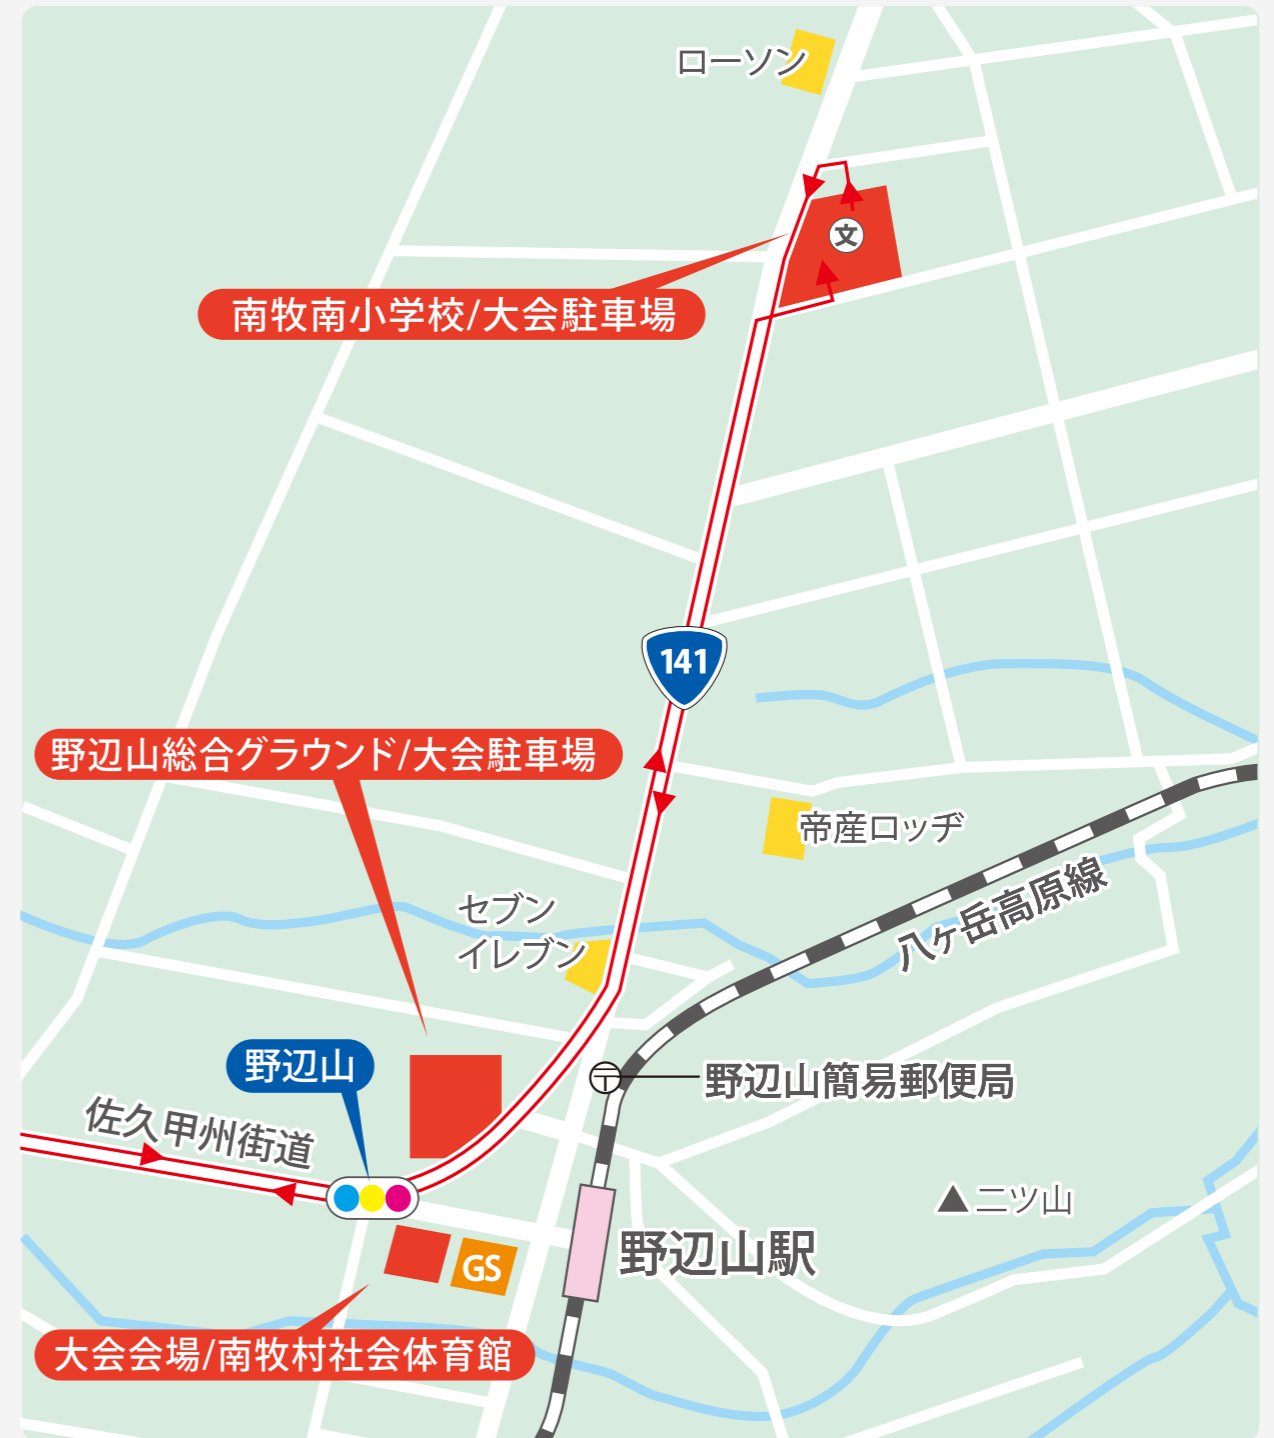 ローソン
文
南牧南小学校/大会駐車場
141
野辺山総合グラウンド/大会駐車場
帝産ロッヂ
八ヶ岳高原線
セブン
イレブン
野辺山
野辺山簡易郵便局
佐久甲州街道
二ツ山
野辺山駅
GS
大会会場/南牧村社会体育館